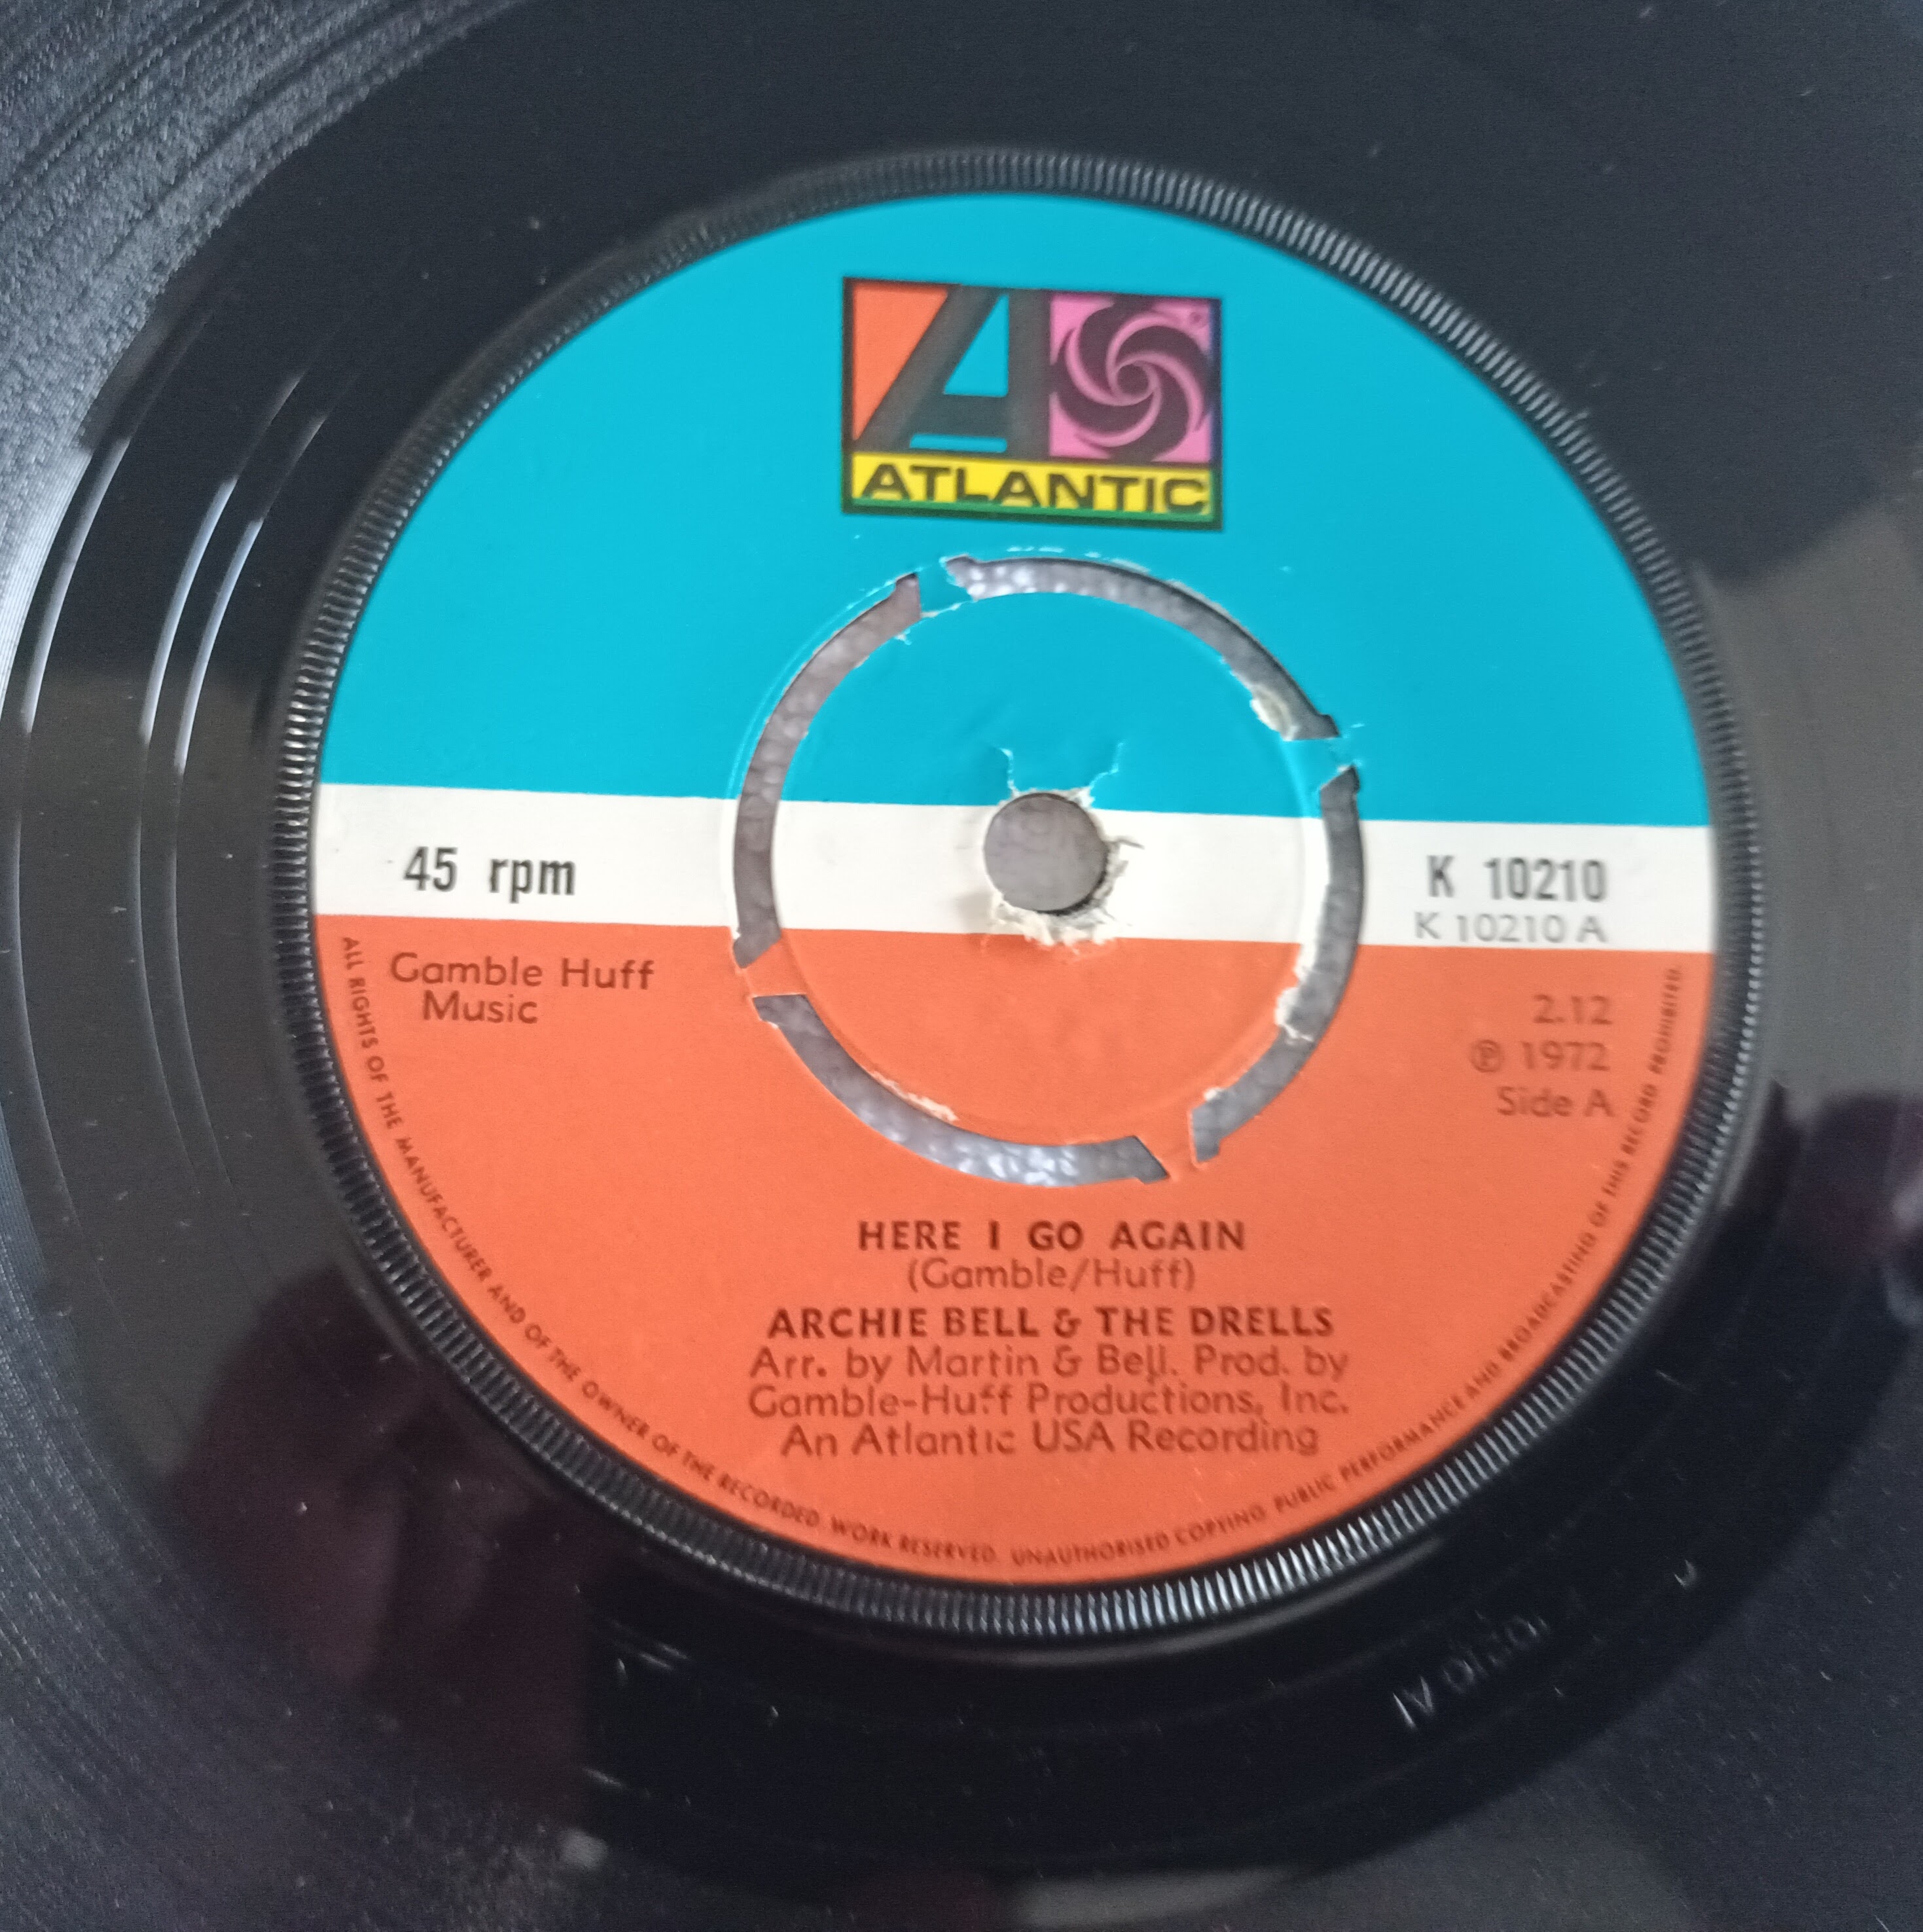 ATLANTIC
45 rpm
K 10210
K 10210 A
Gamble Huff
Music
2.12
℗ 1972
Side A
HERE I GO AGAIN
(Gamble/Huff)
ARCHIE BELL & THE DRELLS
Arr. by Martin & Bell. Prod. by
Gamble-Huff Productions, Inc.
An Atlantic USA Recording
ALL RIGHTS OF THE MANUFACTURER AND OF THE OWNER OF THE RECORDED WORK RESERVED. UNAUTHORISED COPYING PUBLIC PERFORMANCE AND BROADCASTING OF THIS RECORD PROHIBITED.